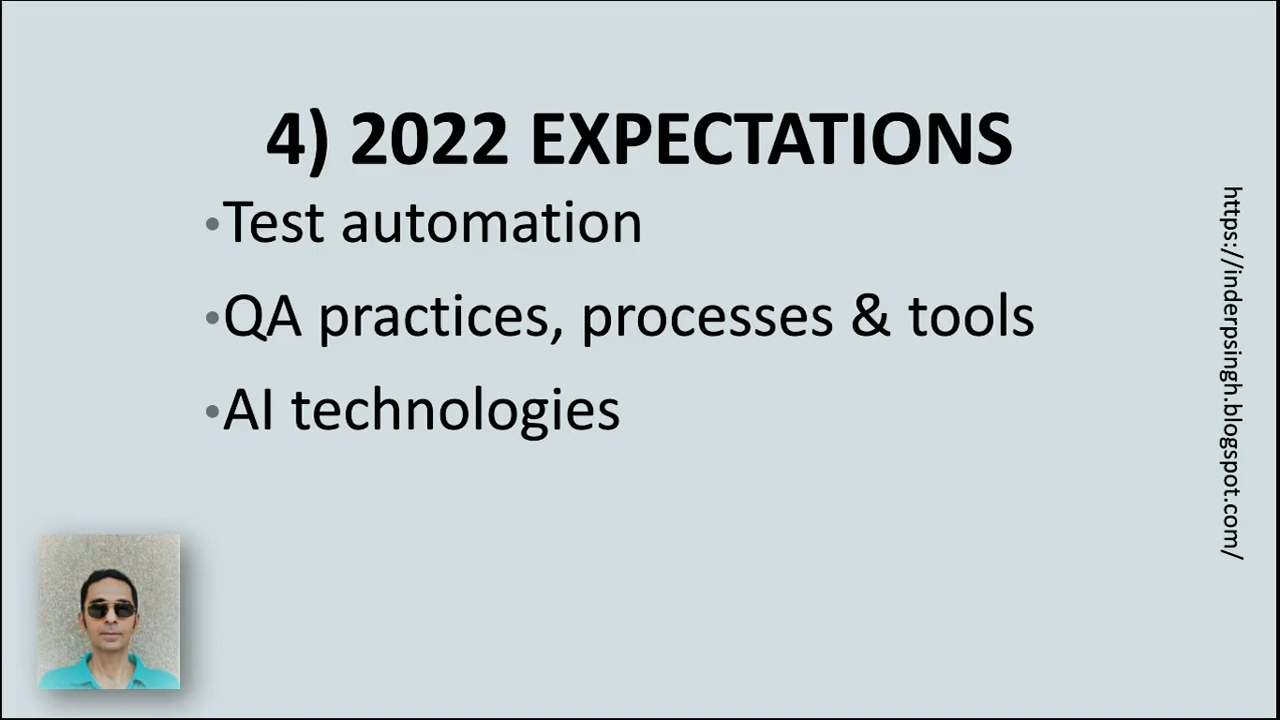 4) 2022 EXPECTATIONS
•Test automation
•QA practices, processes & tools
•AI technologies
https://inderpsingh.blogspot.com/